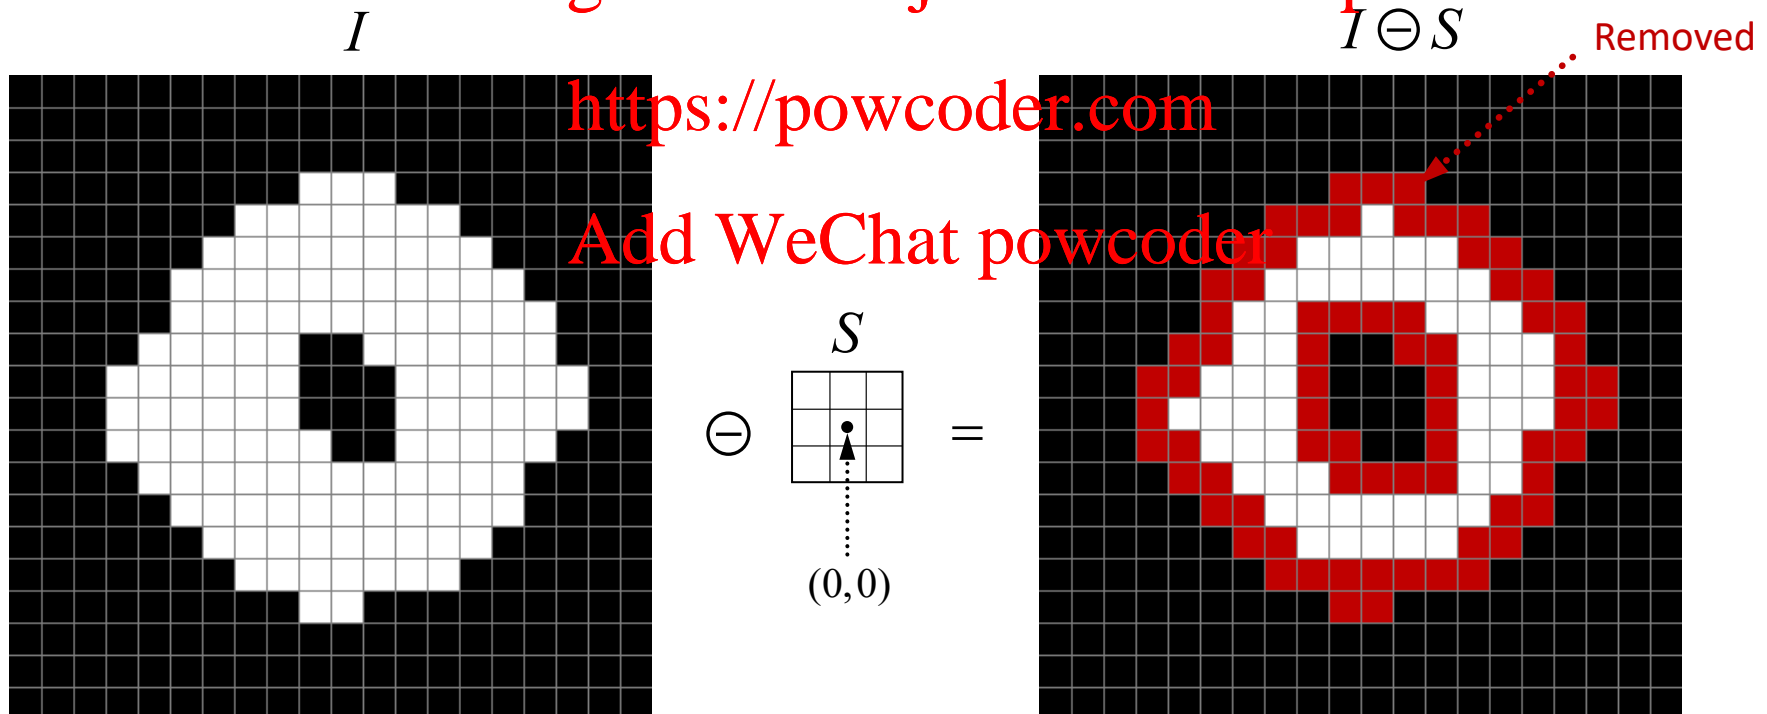 I
I ⊖ S
Removed
https://powcoder.com
Add WeChat powcoder
S
⊖
=
(0,0)